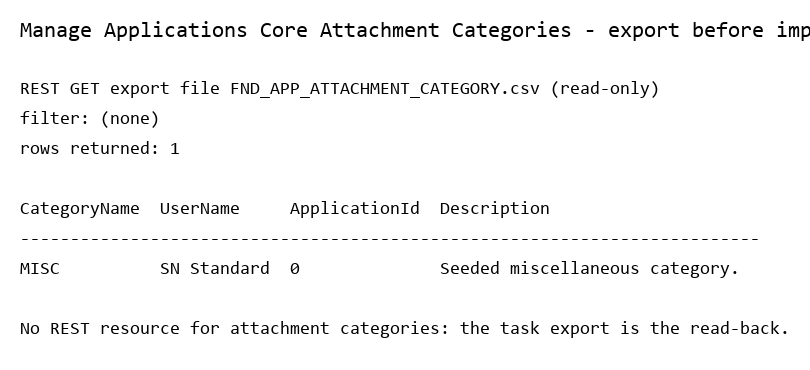 Manage Applications Core Attachment Categories - export before imp
REST GET export file FND_APP_ATTACHMENT_CATEGORY.csv (read-only)
filter: (none)
rows returned: 1
CategoryName  UserName     ApplicationId  Description
--------------------------------------------------------------------------
MISC          SN Standard  0              Seeded miscellaneous category.
No REST resource for attachment categories: the task export is the read-back.